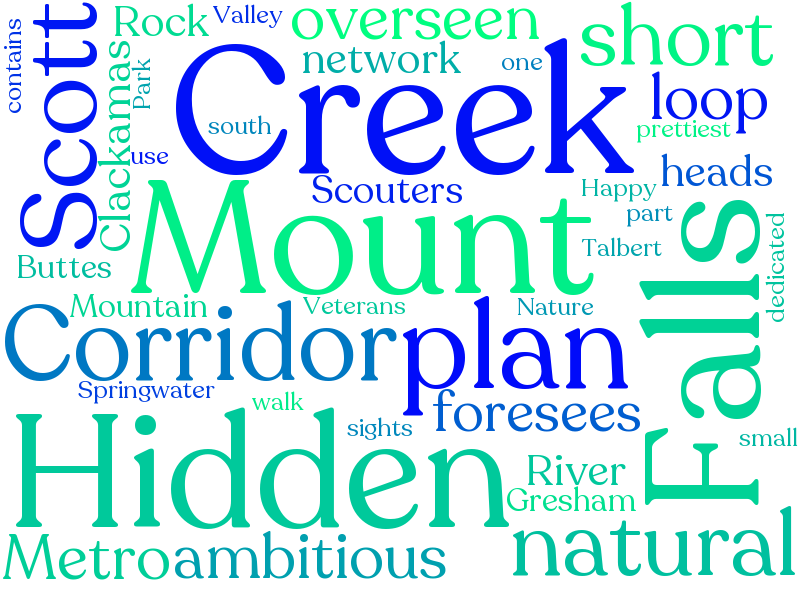 contains
Scott
Rock
Valley
overseen
short
Clackamas
Park
network
one
Creek
loop
south
prettiest
use
Scouters
heads
Happy
part
Mount
Talbert
Falls
dedicated
Buttes
Mountain
Veterans
Nature
Corridor
plan
Springwater
walk
foresees
sights
small
Hidden
River
Gresham
natural
Metro
ambitious